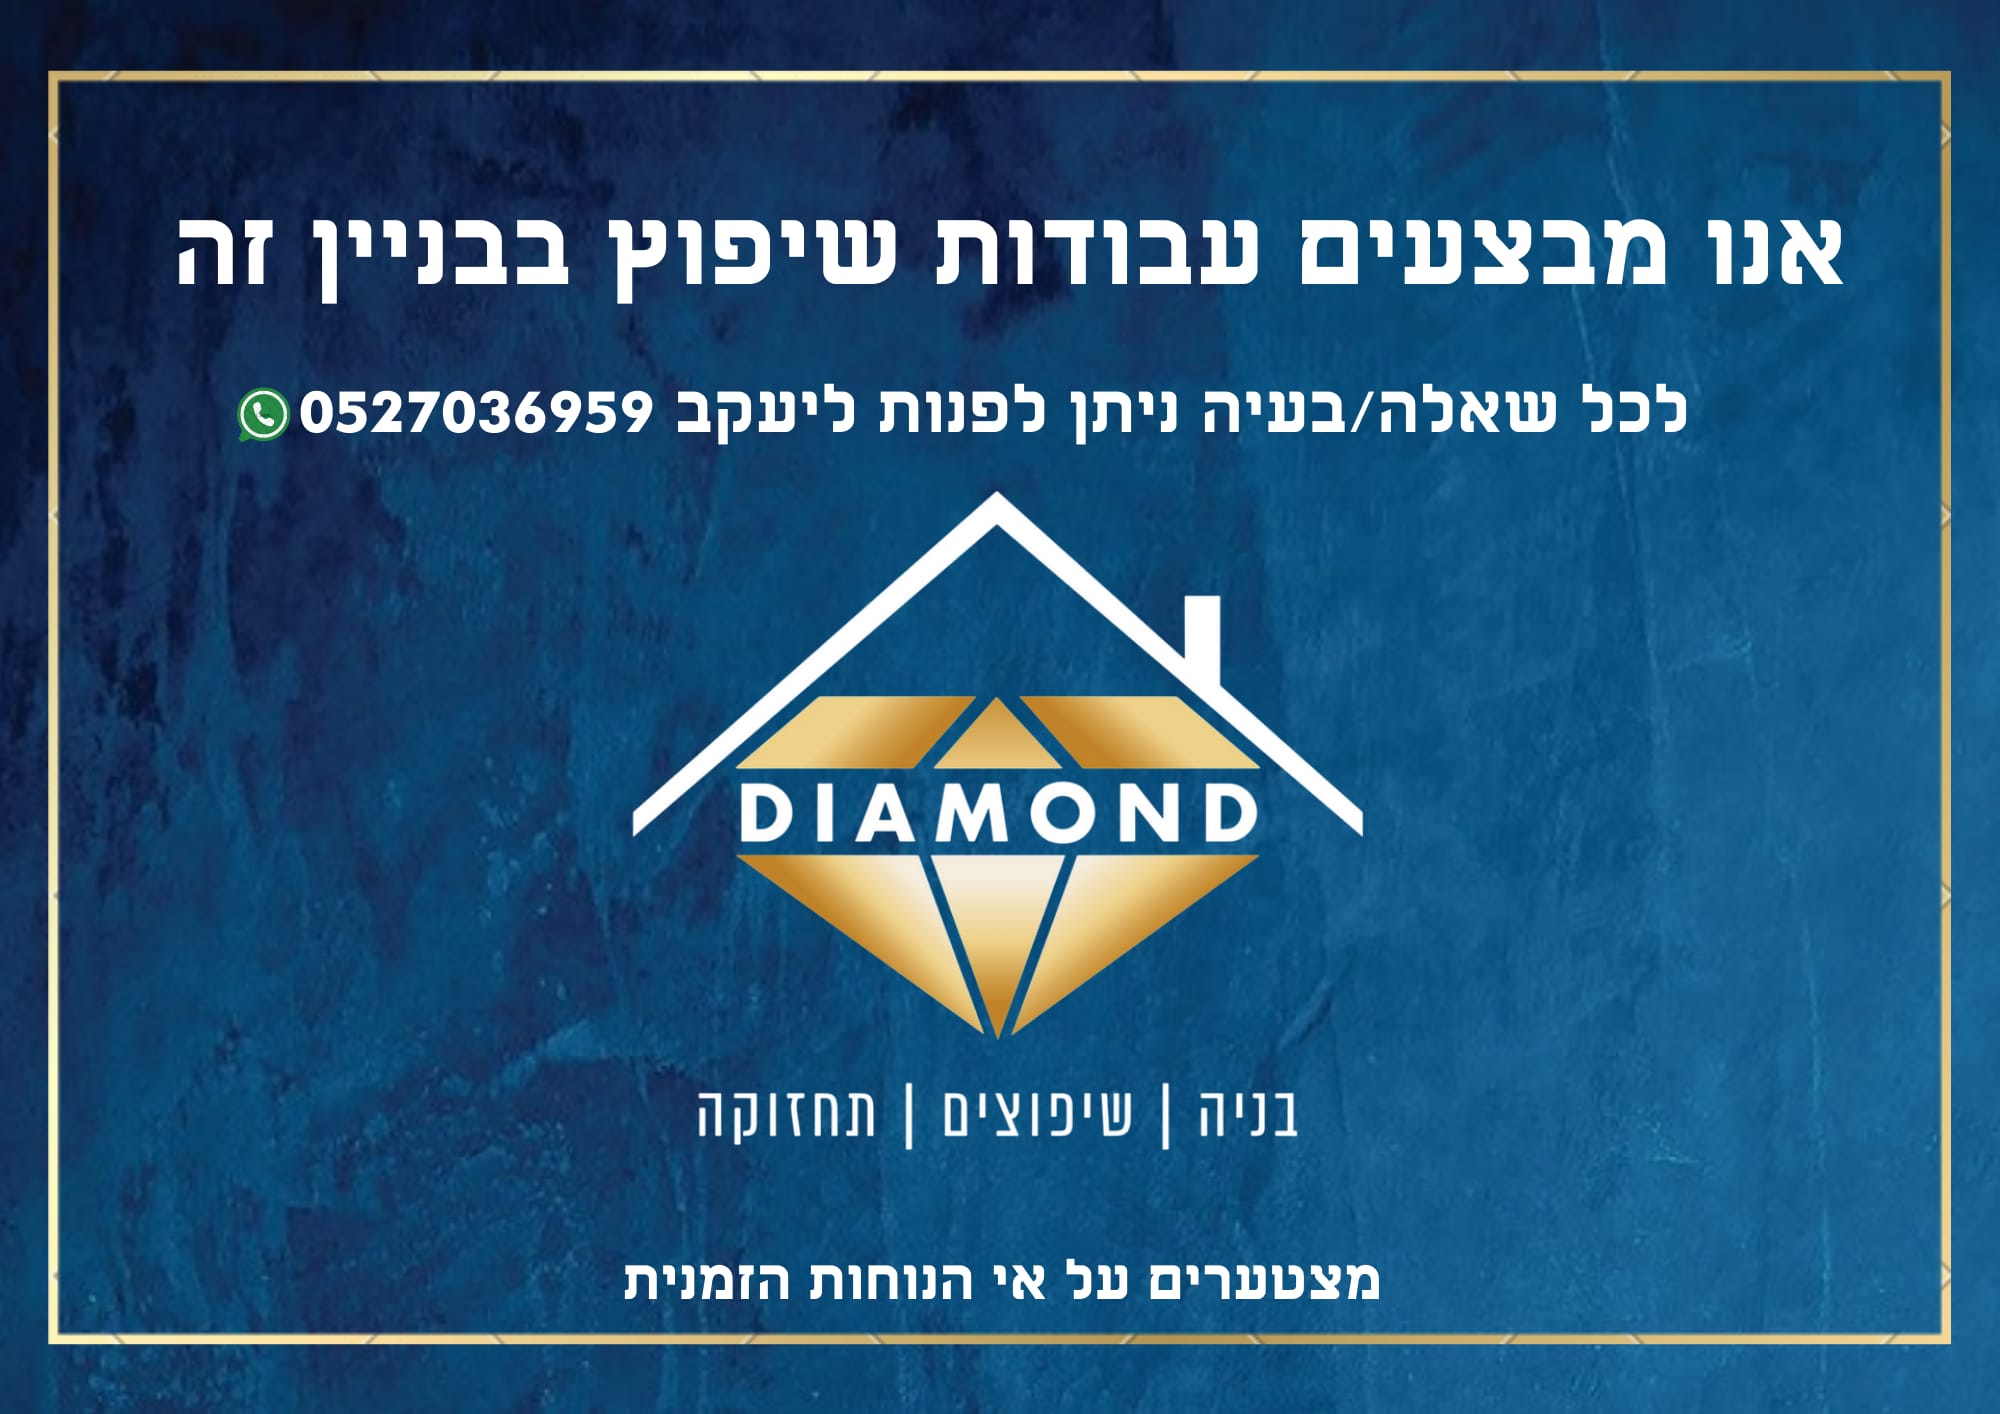 אנו מבצעים עבודות שיפוץ בבניין זה
לכל שאלה/בעיה ניתן לפנות ליעקב 0527036959
DIAMOND
בניה | שיפוצים | תחזוקה
מצטערים על אי הנוחות הזמנית